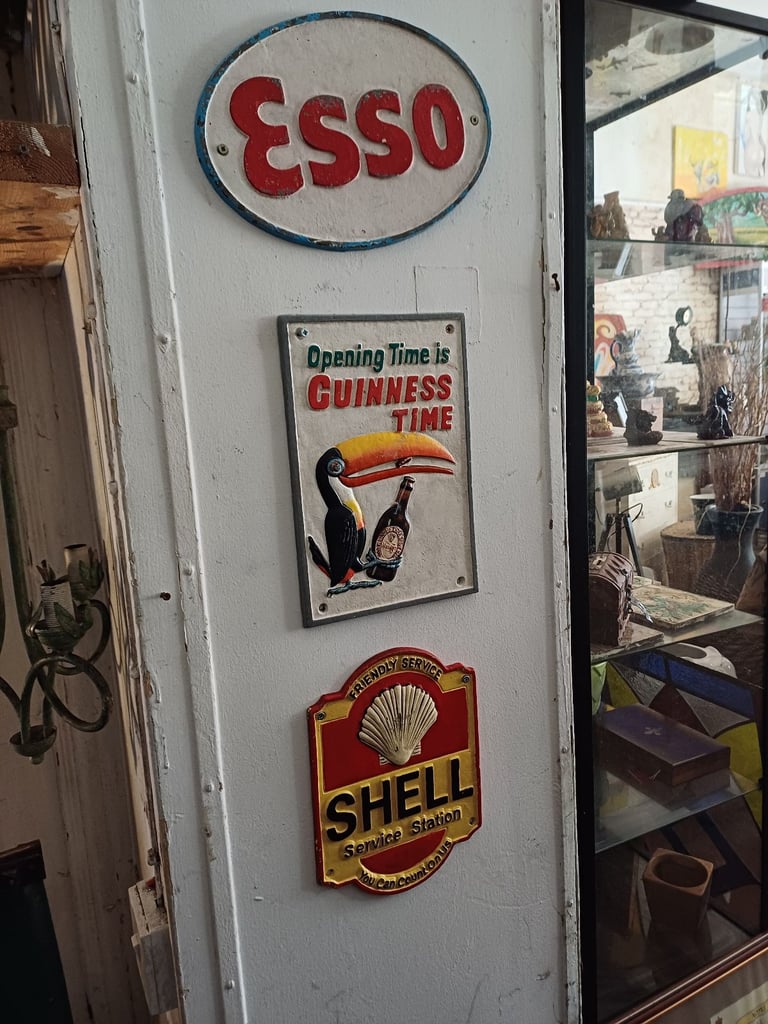 ESSO
Opening Time is
GUINNESS
TIME
FRIENDLY SERVICE
SHELL
Service Station
You Can Count on us